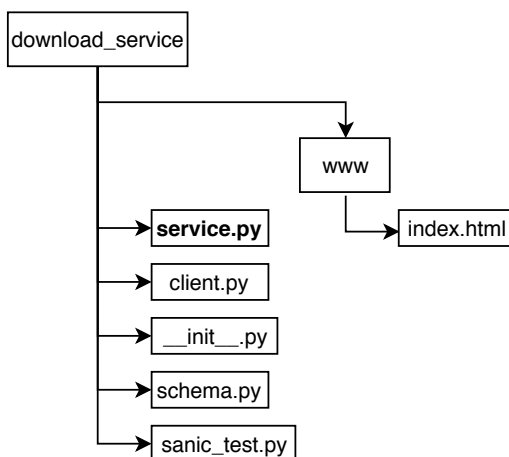 download_service
www
service.py
index.html
client.py
__init__.py
schema.py
sanic_test.py